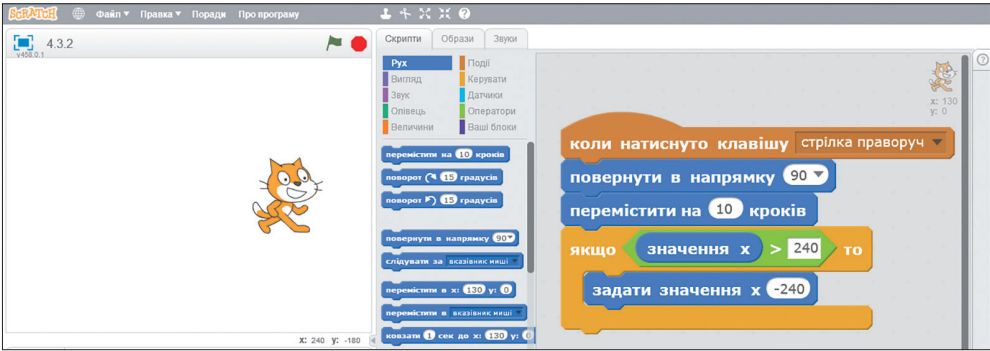 SCRATCH Файл Правка Поради Про програму
4.3.2
v458.0.1
X: 240 y: -180
Скрипти Образи Звуки
Рух Події
Вигляд Керувати
Звук Датчики
Олівець Оператори
Величини Ваші блоки
перемістити на 10 кроків
поворот 15 градусів
поворот 15 градусів
повернути в напрямку 90
слідувати за вказівник миші
перемістити в x: 130 y: 0
перемістити в вказівник миші
ковзати 1 сек до x: 130 y: 0
x: 130
y: 0
коли натиснуто клавішу стрілка праворуч
повернути в напрямку 90
перемістити на 10 кроків
якщо значення x > 240 то
задати значення x -240